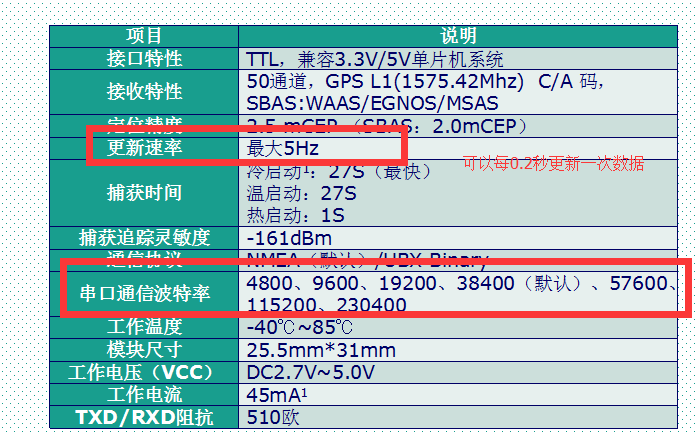 项目 说明
接口特性 TTL，兼容3.3V/5V单片机系统
接收特性 50通道，GPS L1(1575.42Mhz) C/A 码，
SBAS:WAAS/EGNOS/MSAS
定位精度 2.5 mCEP （SBAS：2.0mCEP）
更新速率 最大5Hz
可以每0.2秒更新一次数据
捕获时间 冷启动¹：27S（最快）
温启动：27S
热启动：1S
捕获追踪灵敏度 -161dBm
通信协议 NMEA（默认）/UBX Binary
串口通信波特率 4800、9600、19200、38400（默认）、57600、
115200、230400
工作温度 -40℃~85℃
模块尺寸 25.5mm*31mm
工作电压（VCC） DC2.7V~5.0V
工作电流 45mA¹
TXD/RXD阻抗 510欧